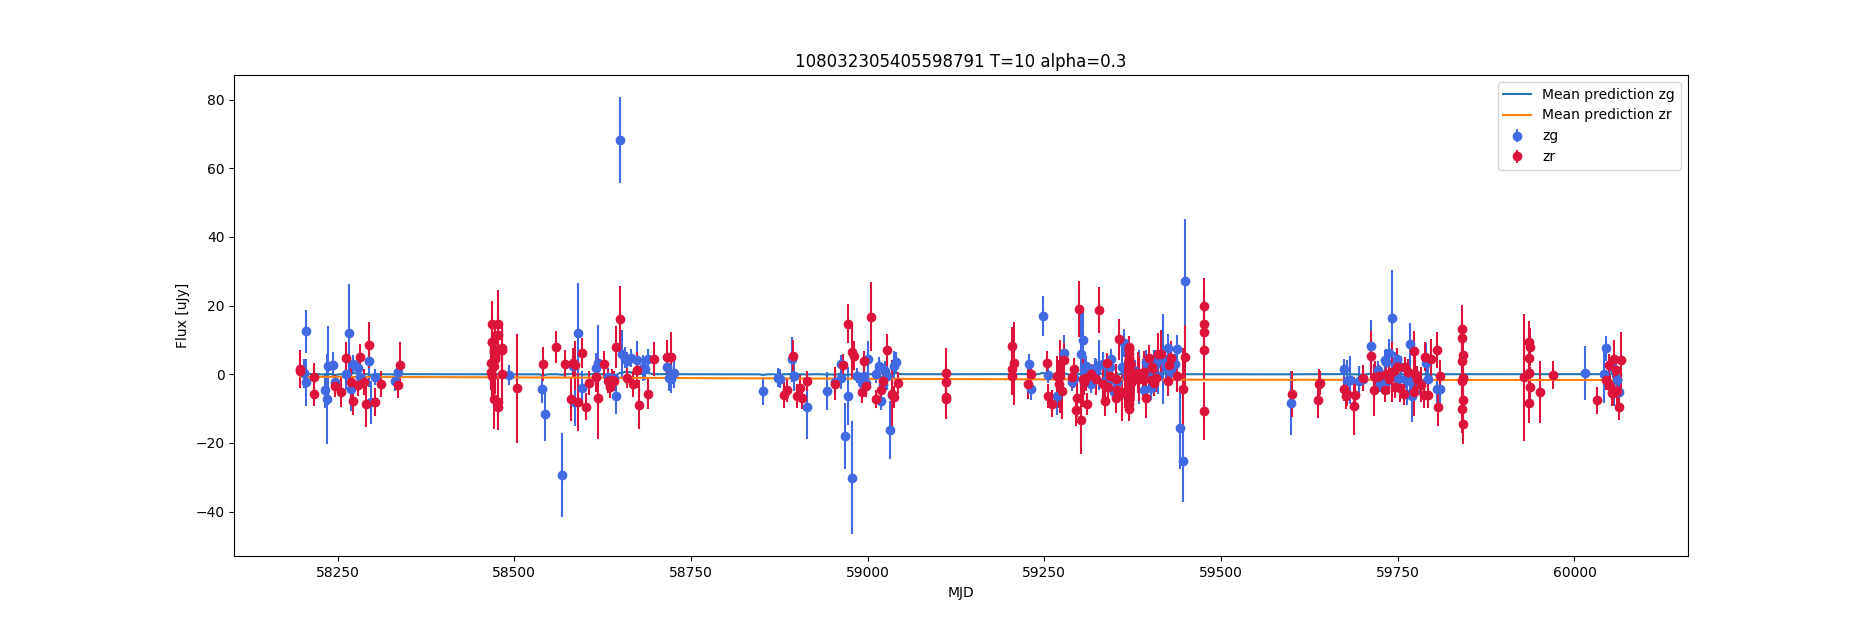 108032305405598791 T=10 alpha=0.3
Mean prediction zg
Mean prediction zr
zg
zr
80
60
40
20
0
−20
−40
Flux [uJy]
58250 58500 58750 59000 59250 59500 59750 60000
MJD